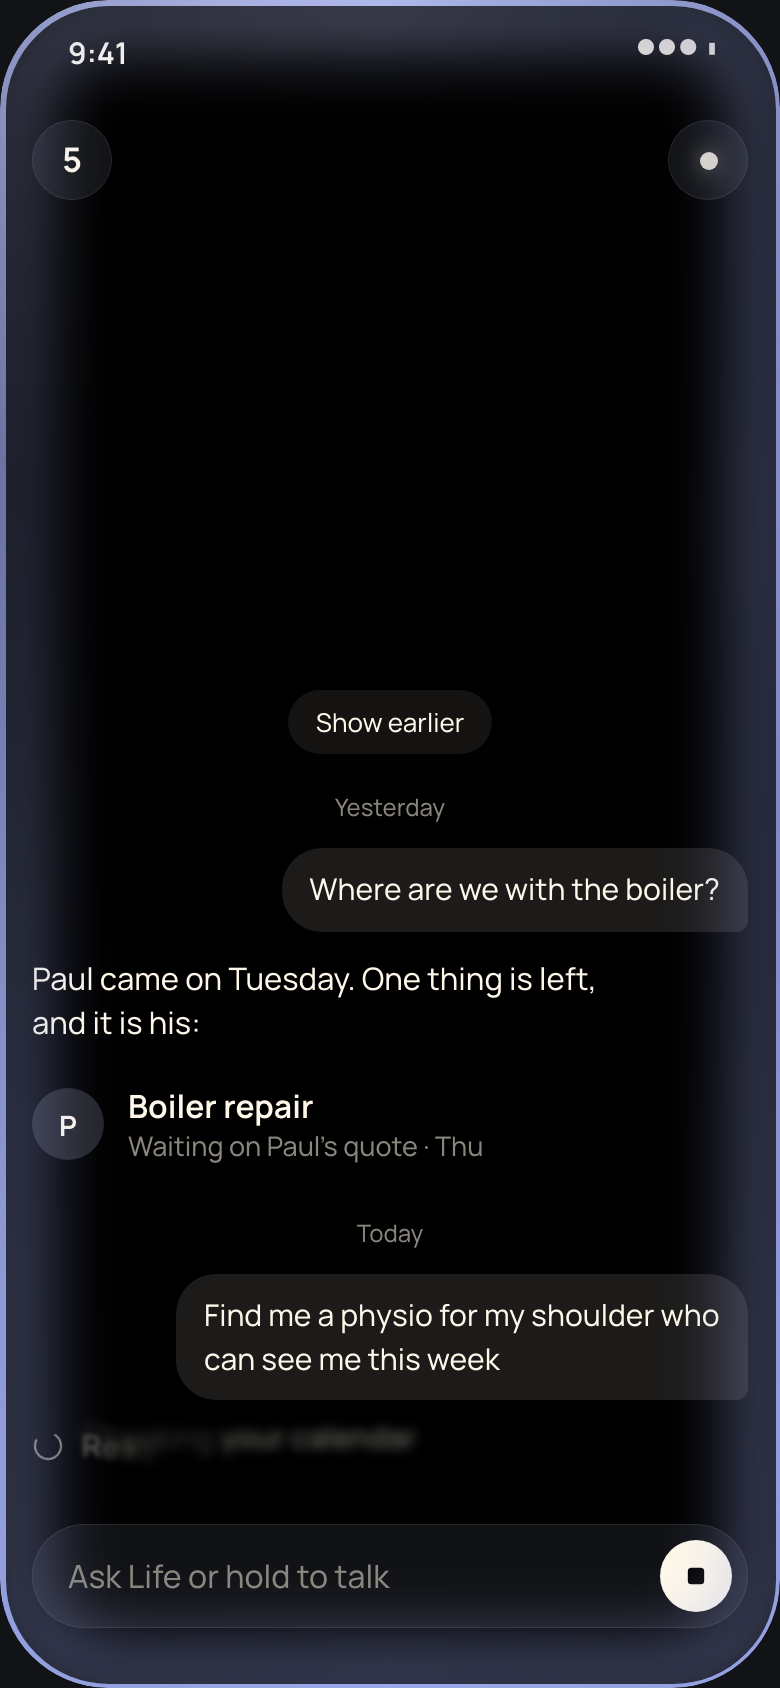 9:41
5
Show earlier
Yesterday
Where are we with the boiler?
Paul came on Tuesday. One thing is left,
and it is his:
P
Boiler repair
Waiting on Paul's quote · Thu
Today
Find me a physio for my shoulder who
can see me this week
your calendar
Ask Life or hold to talk